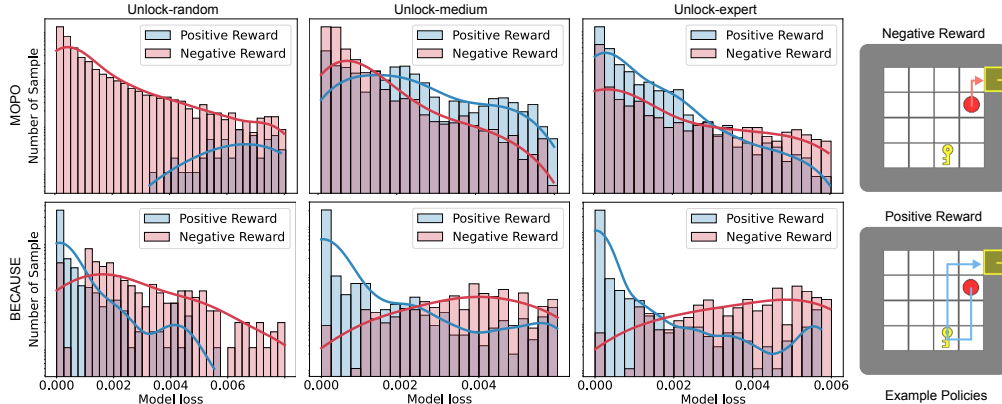 Unlock-random
Unlock-medium
Unlock-expert
MOPO
Number of Sample
Positive Reward
Negative Reward
Positive Reward
Negative Reward
Positive Reward
Negative Reward
Negative Reward
BECAUSE
Number of Sample
Positive Reward
Negative Reward
Positive Reward
Negative Reward
Positive Reward
Negative Reward
Positive Reward
0.000 0.002 0.004 0.006
0.000 0.002 0.004
0.000 0.002 0.004 0.006
Model loss
Model loss
Model loss
Example Policies